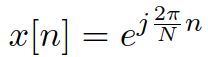 x[n] = e^{j\frac{2\pi}{N}n}